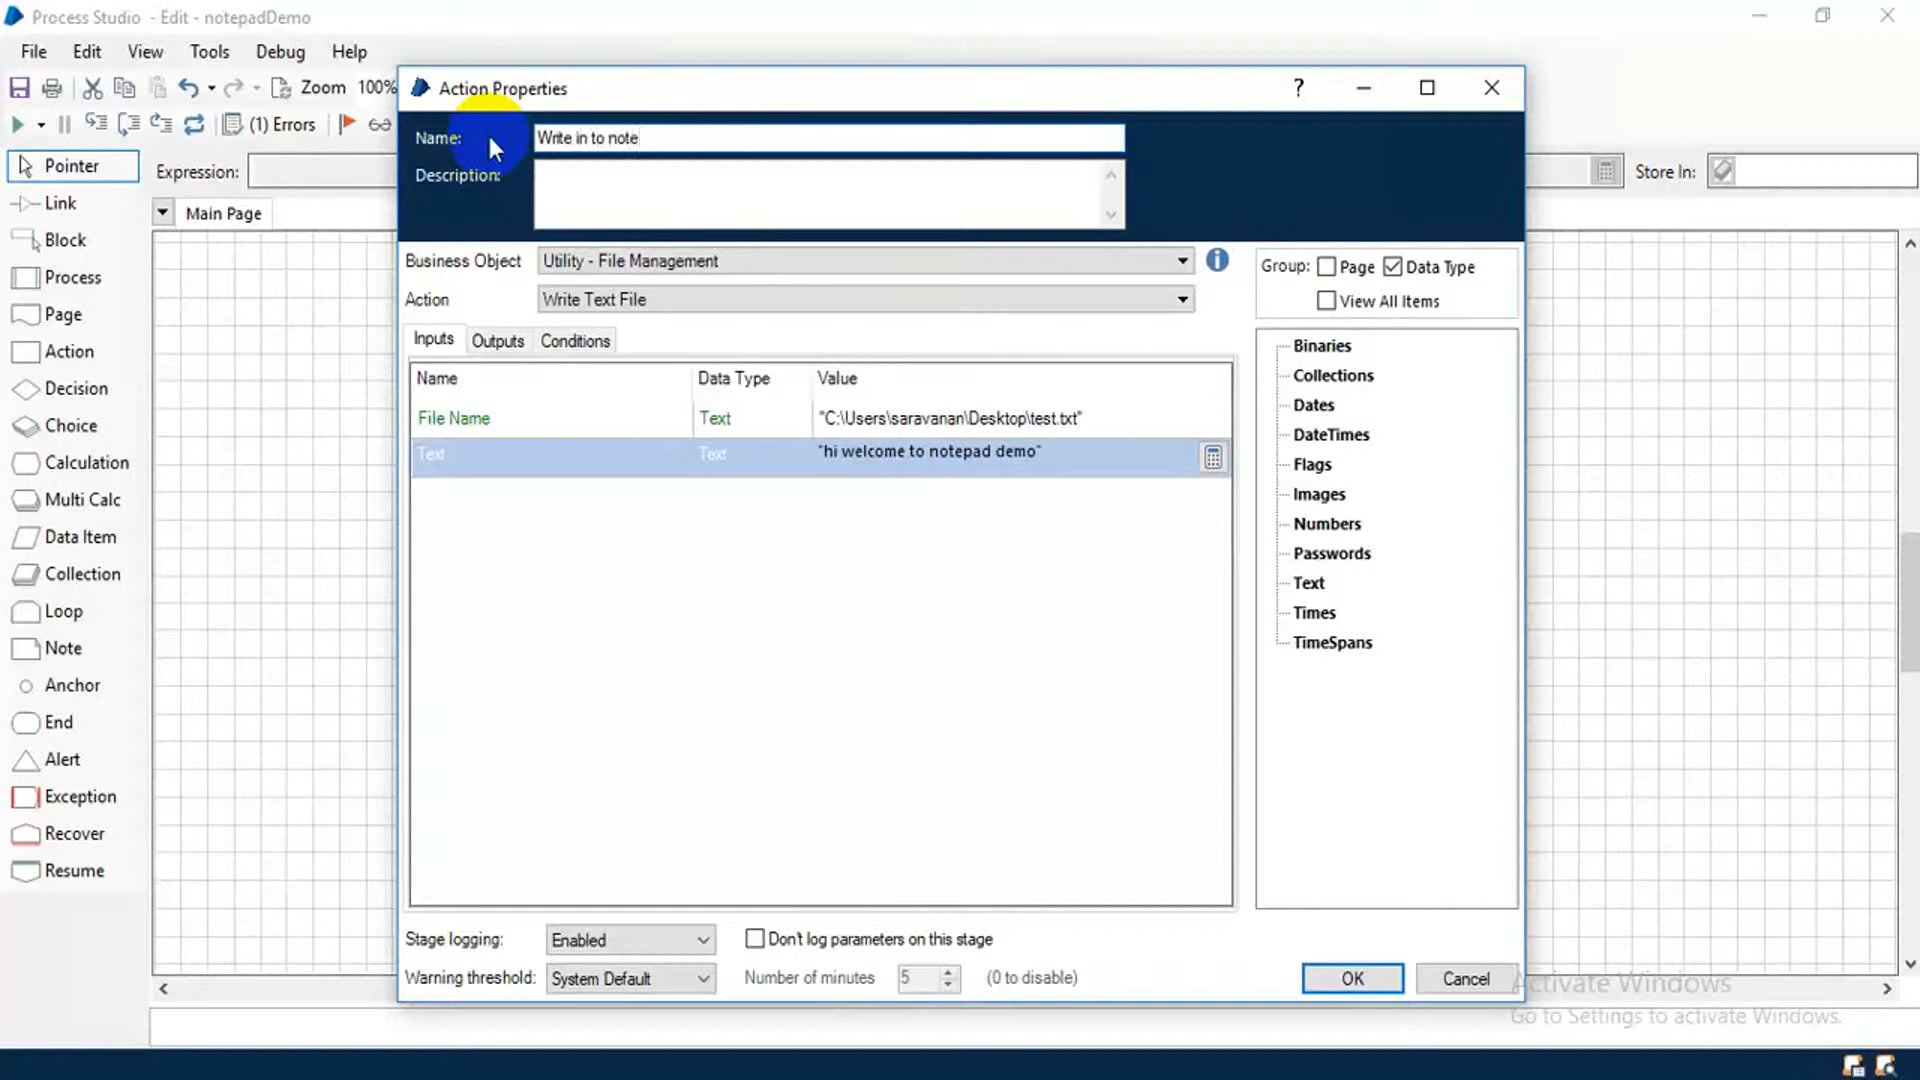 Process Studio - Edit - notepadDemo
File Edit View Tools Debug Help
Zoom 100%
(1) Errors
Action Properties
?
Name: Write in to note
Description:
Pointer
Expression:
Store In:
Link
Main Page
Block
Process
Page
Action
Decision
Choice
Calculation
Multi Calc
Data Item
Collection
Loop
Note
Anchor
End
Alert
Exception
Recover
Resume
Business Object Utility - File Management
Action Write Text File
Group: Page Data Type
View All Items
Inputs Outputs Conditions
Name Data Type Value
File Name Text "C:\Users\saravanan\Desktop\test.txt"
Text Text "hi welcome to notepad demo"
Binaries
Collections
Dates
DateTimes
Flags
Images
Numbers
Passwords
Text
Times
TimeSpans
Stage logging: Enabled Don't log parameters on this stage
Warning threshold: System Default Number of minutes 5 (0 to disable)
OK Cancel
Activate Windows
Go to Settings to activate Windows.